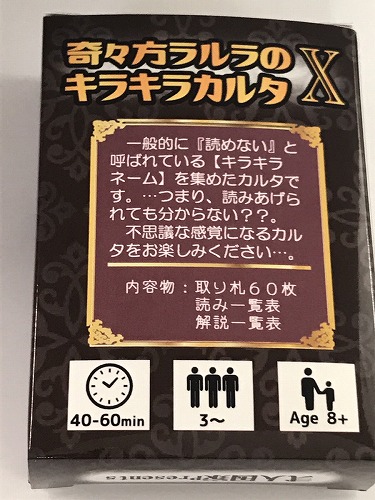 奇々方ラルラの
キラキラカルタ X
一般的に『読めない』と
呼ばれている【キラキラ
ネーム】を集めたカルタで
す。…つまり、読みあげら
れても分からない??。
不思議な感覚になるカル
タをお楽しみください…。
内容物：取り札６０枚
読み一覧表
解説一覧表
40-60min
3～
Age 8+
Presents